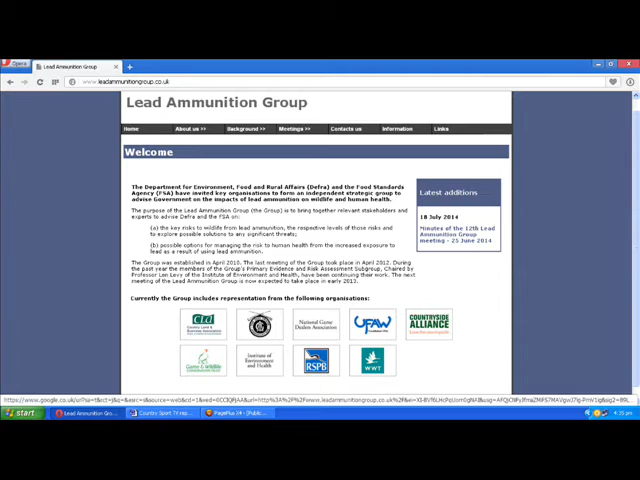 Opera
Lead Ammunition Group
www.leadammunitiongroup.co.uk
Lead Ammunition Group
Home
About us >>
Background >>
Meetings >>
Contacts us
Information
Links
Welcome
The Department for Environment, Food and Rural Affairs (Defra) and the Food Standards
Agency (FSA) have invited key organisations to form an independent strategic group to
advise Government on the impacts of lead ammunition on wildlife and human health.
The purpose of the Lead Ammunition Group (the Group) is to bring together relevant stakeholders and
experts to advise Defra and the FSA on:
(a) the key risks to wildlife from lead ammunition, the respective levels of those risks and
to explore possible solutions to any significant threats;
(b) possible options for managing the risk to human health from the increased exposure to
lead as a result of using lead ammunition.
The Group was established in April 2010. The last meeting of the Group took place in April 2012. During
the past year the members of the Group's Primary Evidence and Risk Assessment Subgroup, Chaired by
Professor Len Levy of the Institute of Environment and Health, have been continuing their work. The next
meeting of the Lead Ammunition Group is now expected to take place in early 2013.
Currently the Group includes representation from the following organisations:
Latest additions
18 July 2014
Minutes of the 12th Lead
Ammunition Group
meeting - 25 June 2014
Cla
Country Land &
Business Association
National Game
Dealers Association
UFAW
COUNTRYSIDE
ALLIANCE
Game & Wildlife
Institute of
Environment
and Health
RSPB
WWT
start
Lead Ammunition Gro...
Country Sport TV rep...
PagePlus X4 - [Public...
4:35 pm